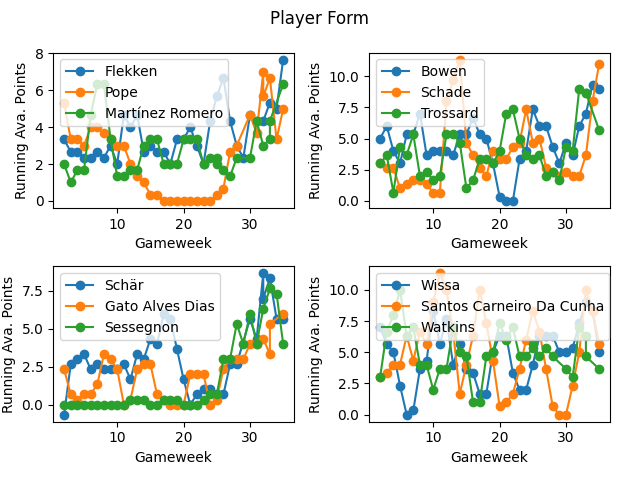 Player Form
Running Ava. Points
8
6
4
2
0
Flekken
Pope
Martínez Romero
10
20
30
Gameweek
Running Ava. Points
10.0
7.5
5.0
2.5
0.0
Bowen
Schade
Trossard
10
20
30
Gameweek
Running Ava. Points
7.5
5.0
2.5
0.0
Schär
Gato Alves Dias
Sessegnon
10
20
30
Gameweek
Running Ava. Points
10.0
7.5
5.0
2.5
0.0
Wissa
Santos Carneiro Da Cunha
Watkins
10
20
30
Gameweek